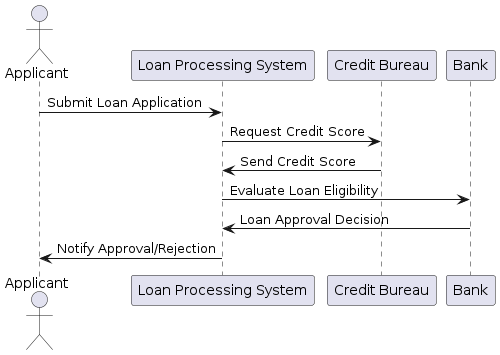 Applicant
Loan Processing System
Credit Bureau
Bank
Submit Loan Application
Request Credit Score
Send Credit Score
Evaluate Loan Eligibility
Loan Approval Decision
Notify Approval/Rejection
Applicant
Loan Processing System
Credit Bureau
Bank